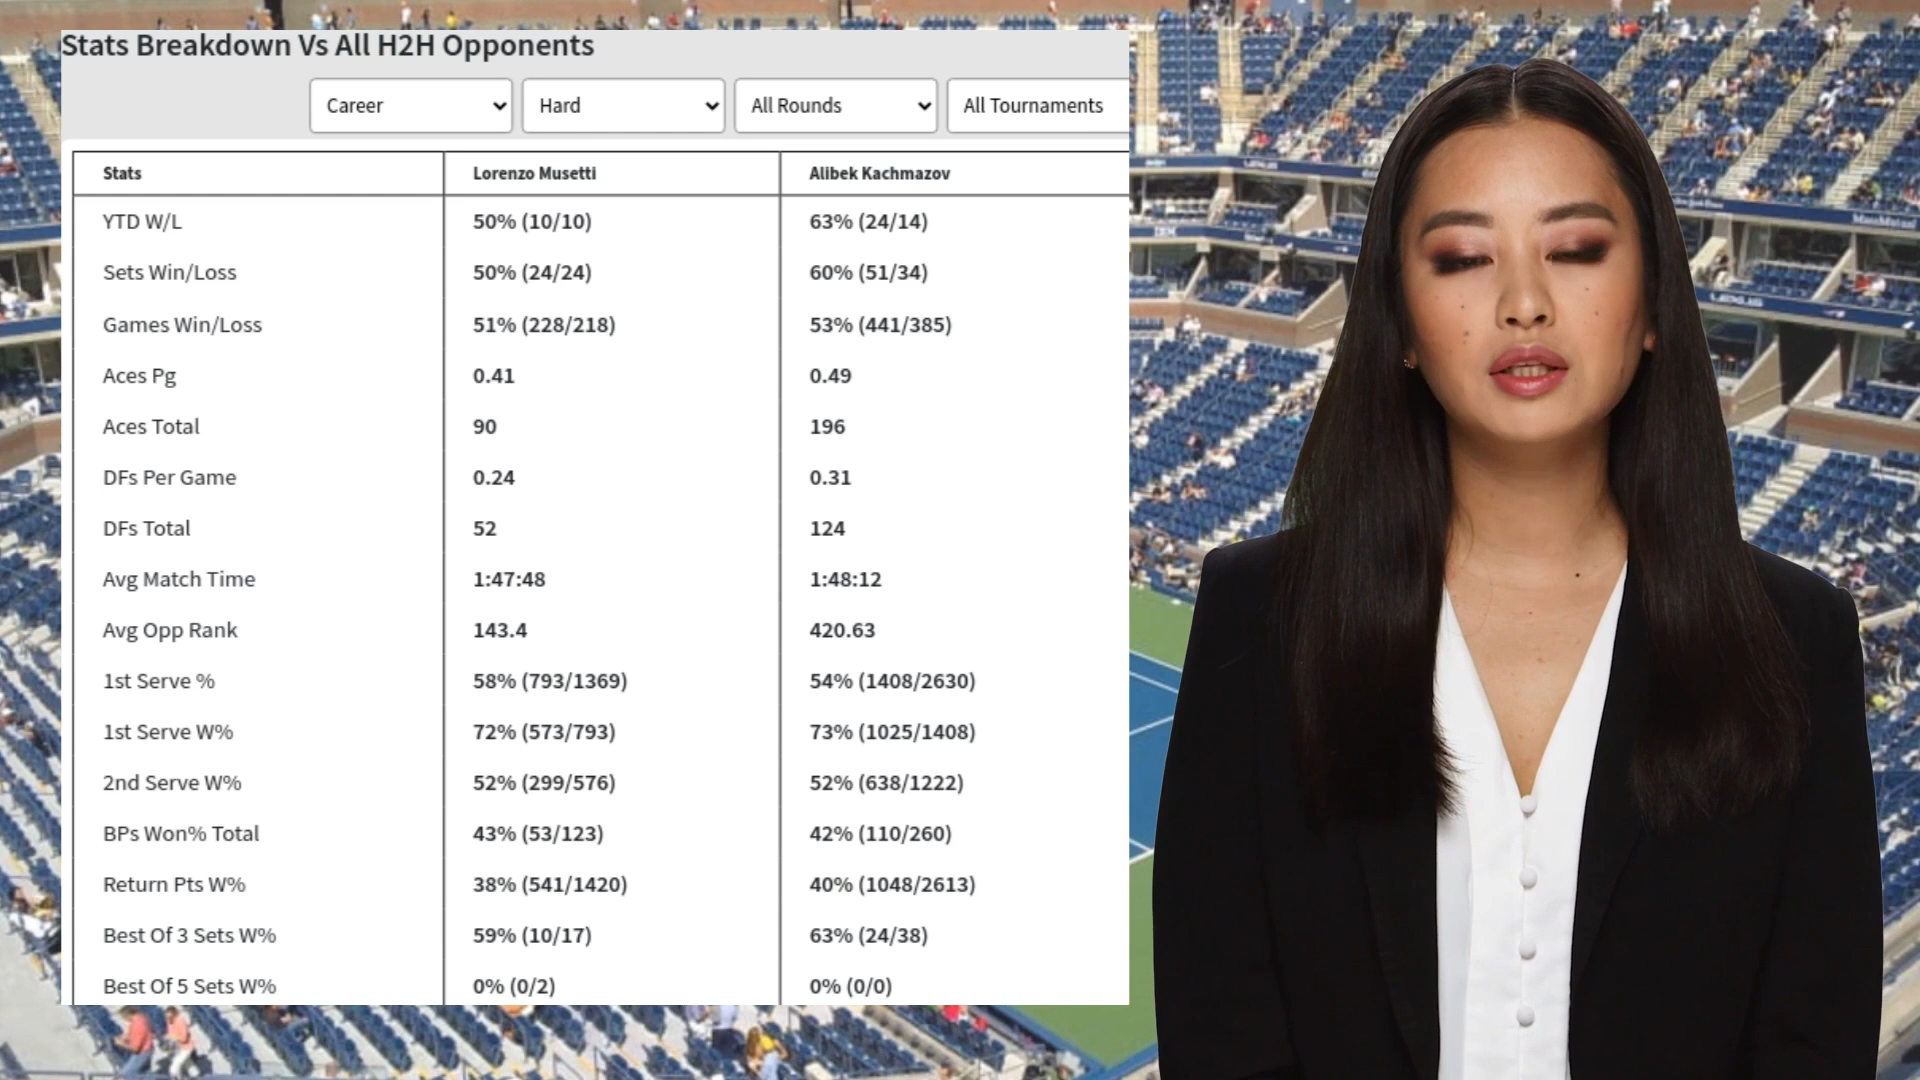 Stats Breakdown Vs All H2H Opponents
Career Hard All Rounds All Tournaments
Stats Lorenzo Musetti Alibek Kachmazov
YTD W/L 50% (10/10) 63% (24/14)
Sets Win/Loss 50% (24/24) 60% (51/34)
Games Win/Loss 51% (228/218) 53% (441/385)
Aces Pg 0.41 0.49
Aces Total 90 196
DFs Per Game 0.24 0.31
DFs Total 52 124
Avg Match Time 1:47:48 1:48:12
Avg Opp Rank 143.4 420.63
1st Serve % 58% (793/1369) 54% (1408/2630)
1st Serve W% 72% (573/793) 73% (1025/1408)
2nd Serve W% 52% (299/576) 52% (638/1222)
BPs Won% Total 43% (53/123) 42% (110/260)
Return Pts W% 38% (541/1420) 40% (1048/2613)
Best Of 3 Sets W% 59% (10/17) 63% (24/38)
Best Of 5 Sets W% 0% (0/2) 0% (0/0)
IBM
LEXUS
MassMutual